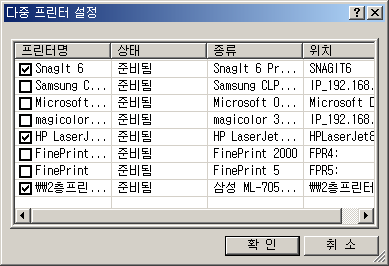 다중 프린터 설정
프린터명 상태 종류 위치
SnagIt 6 준비됨 SnagIt 6 Pr... SNAGIT6
Samsung C... 준비됨 Samsung CLP... IP_192.168.
Microsoft... 준비됨 Microsoft O... Microsoft D
magicolor... 준비됨 magicolor 3... IP_192.168.
HP LaserJ... 준비됨 HP LaserJet... HPLaserJet8
FinePrint... 준비됨 FinePrint 2000 FPR4:
FinePrint 준비됨 FinePrint 5 FPR5:
₩₩2층프린... 준비됨 삼성 ML-705... ₩₩2층프린터
확 인 취 소